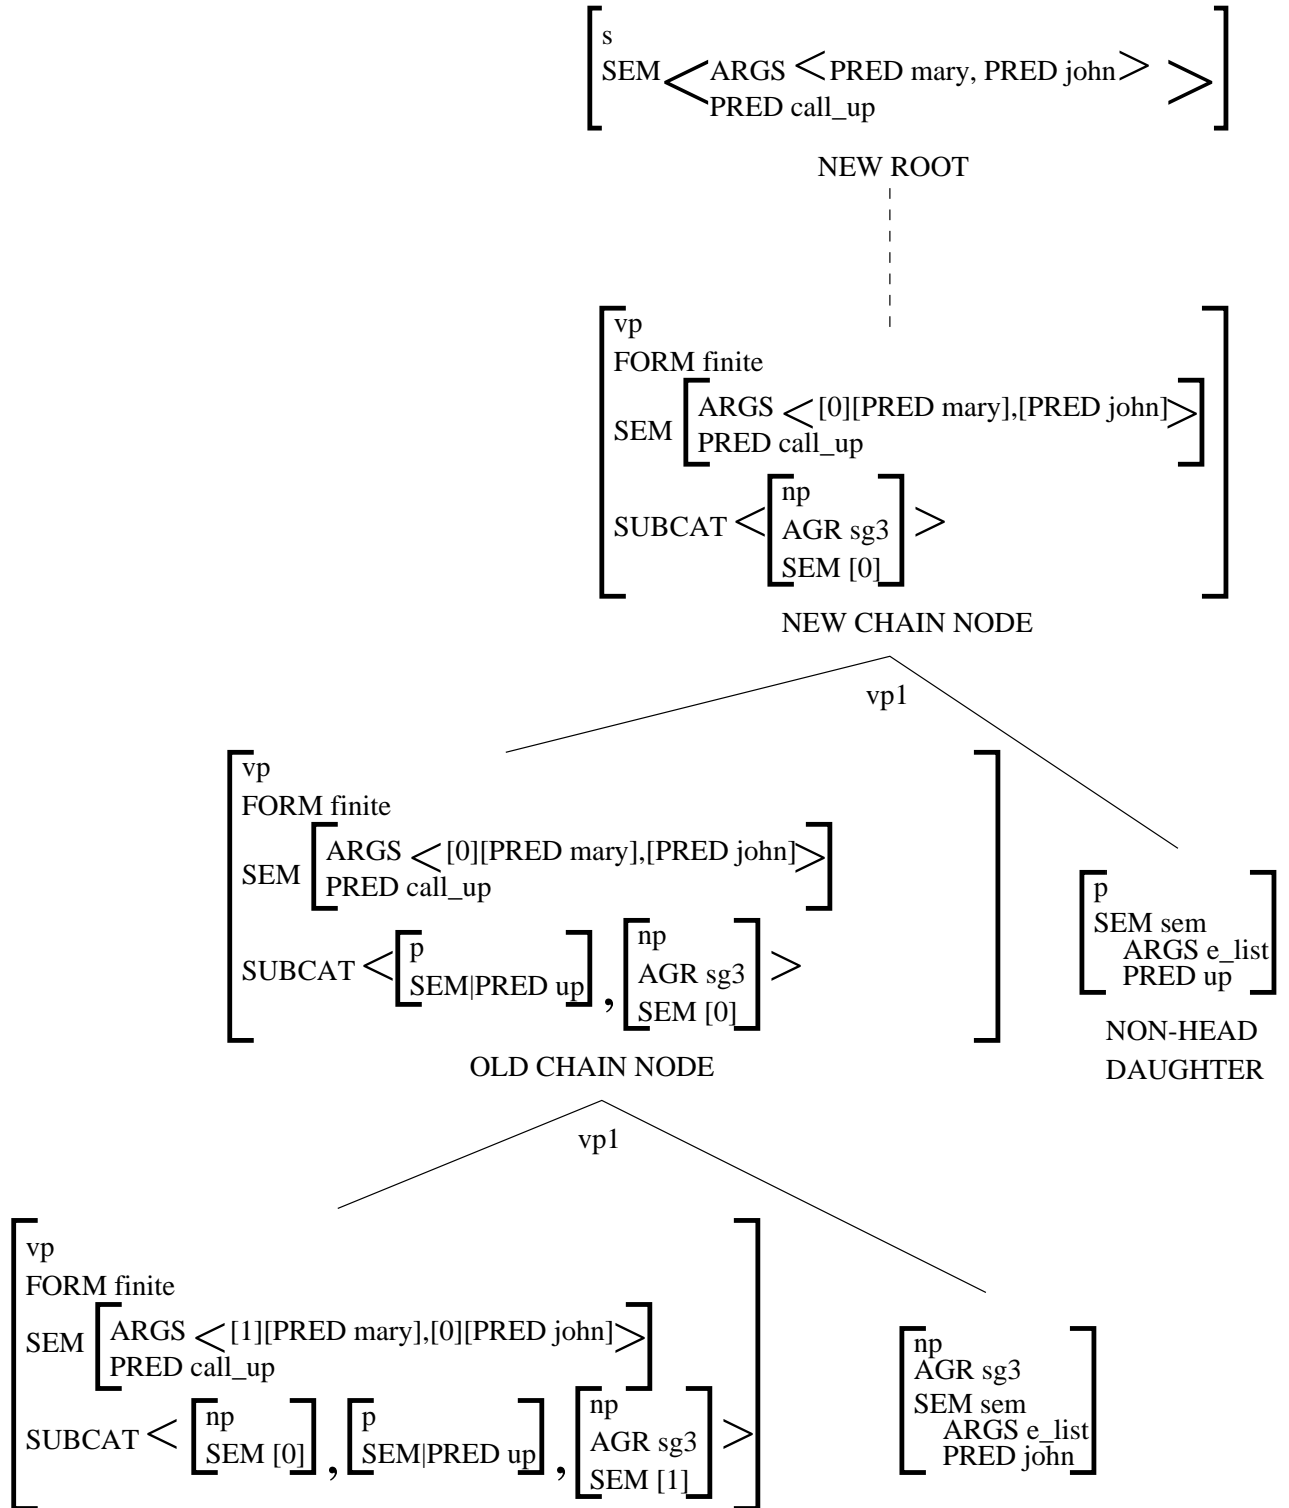 s
SEM < ARGS <PRED mary, PRED john> >
PRED call_up
NEW ROOT
vp
FORM finite
ARGS <[0][PRED mary],[PRED john]>
SEM
PRED call_up
np
SUBCAT < AGR sg3 >
SEM [0]
NEW CHAIN NODE
vp1
vp
FORM finite
ARGS <[0][PRED mary],[PRED john]>
SEM
PRED call_up
SUBCAT < p
SEM|PRED up ,
np
AGR sg3 >
SEM [0]
OLD CHAIN NODE
p
SEM sem
ARGS e_list
PRED up
NON-HEAD
DAUGHTER
vp1
vp
FORM finite
SEM ARGS <[1][PRED mary],[0][PRED john]>
PRED call_up
SUBCAT < np
SEM [0] ,
p
SEM|PRED up ,
np
AGR sg3 >
SEM [1]
np
AGR sg3
SEM sem
ARGS e_list
PRED john